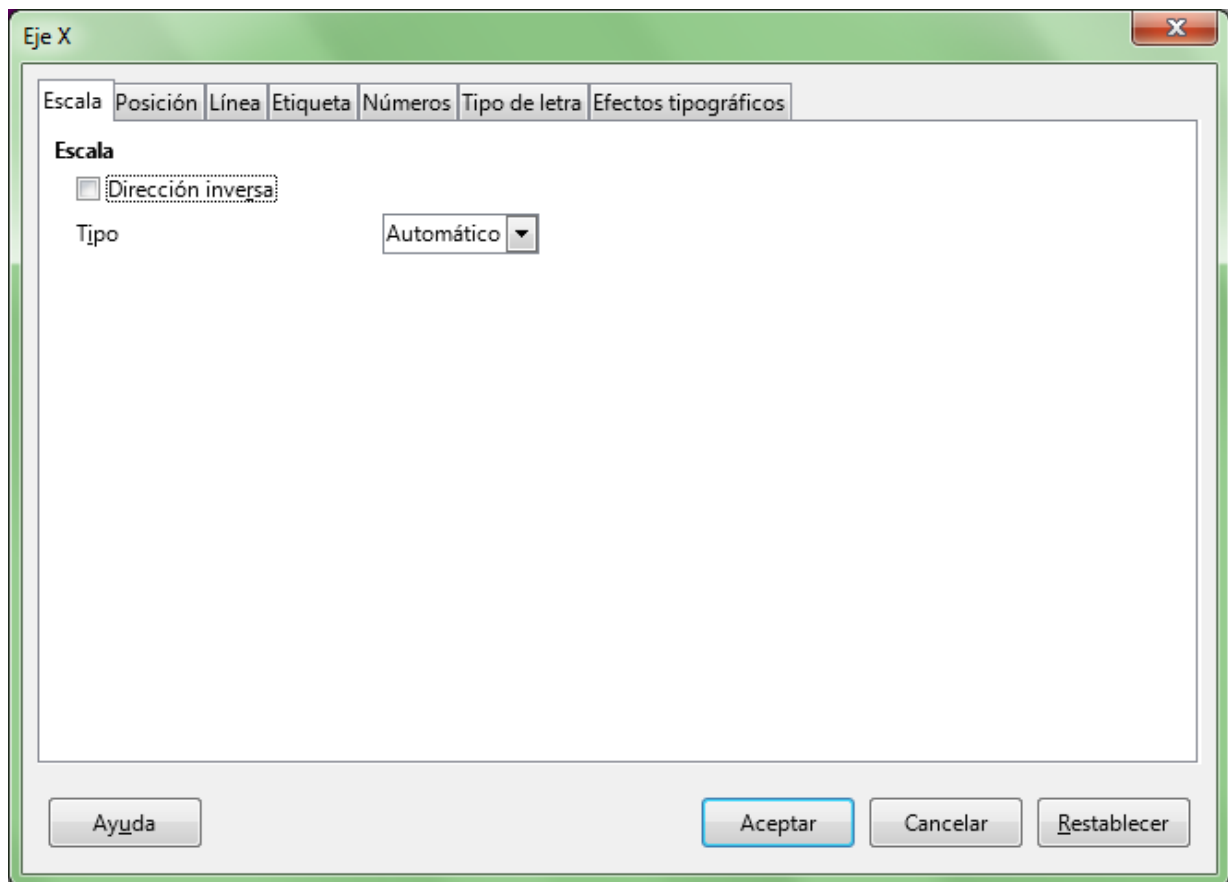 Eje X
Escala Posición Línea Etiqueta Números Tipo de letra Efectos tipográficos
Escala
Dirección inversa
Tipo Automático
Ayuda Aceptar Cancelar Restablecer